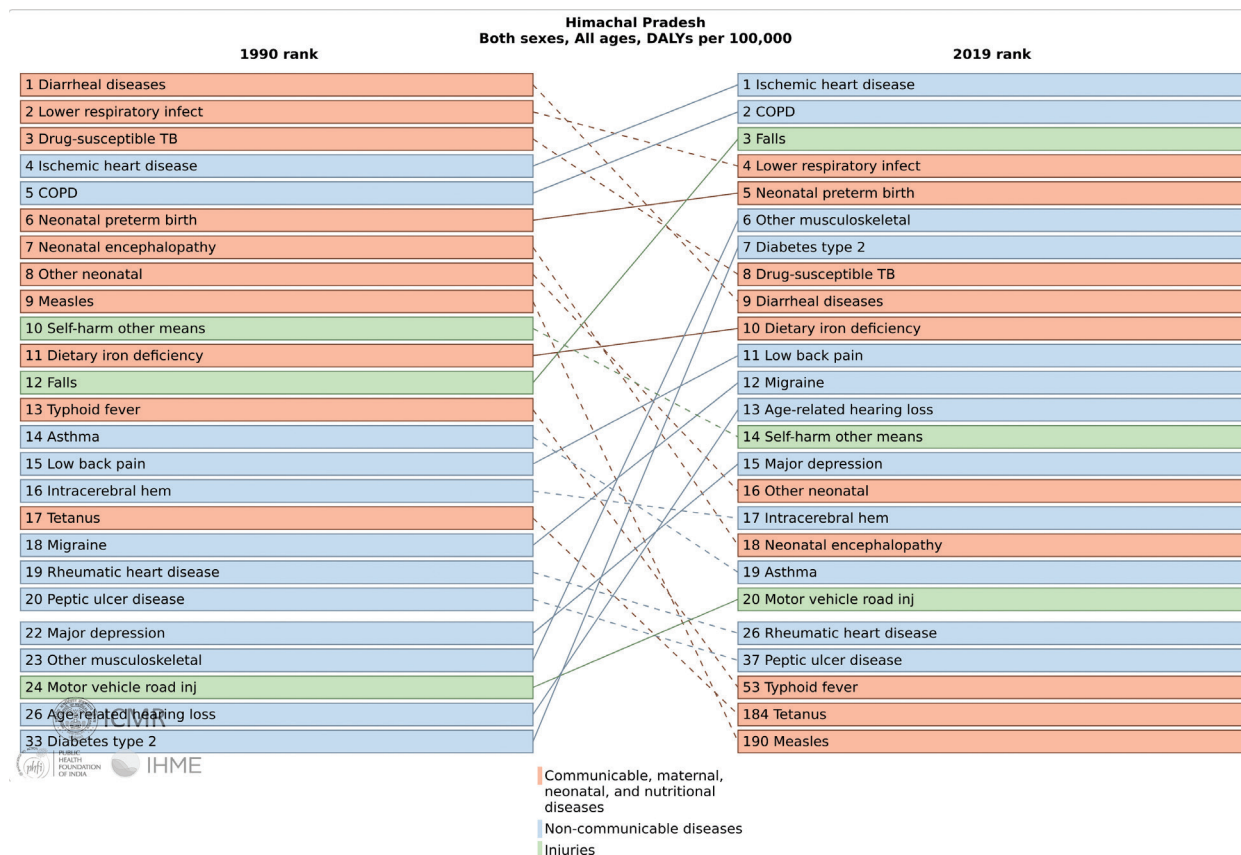 Himachal Pradesh
Both sexes, All ages, DALYs per 100,000
1990 rank
1 Diarrheal diseases
2 Lower respiratory infect
3 Drug-susceptible TB
4 Ischemic heart disease
5 COPD
6 Neonatal preterm birth
7 Neonatal encephalopathy
8 Other neonatal
9 Measles
10 Self-harm other means
11 Dietary iron deficiency
12 Falls
13 Typhoid fever
14 Asthma
15 Low back pain
16 Intracerebral hem
17 Tetanus
18 Migraine
19 Rheumatic heart disease
20 Peptic ulcer disease
22 Major depression
23 Other musculoskeletal
24 Motor vehicle road inj
26 Age-related hearing loss
33 Diabetes type 2
2019 rank
1 Ischemic heart disease
2 COPD
3 Falls
4 Lower respiratory infect
5 Neonatal preterm birth
6 Other musculoskeletal
7 Diabetes type 2
8 Drug-susceptible TB
9 Diarrheal diseases
10 Dietary iron deficiency
11 Low back pain
12 Migraine
13 Age-related hearing loss
14 Self-harm other means
15 Major depression
16 Other neonatal
17 Intracerebral hem
18 Neonatal encephalopathy
19 Asthma
20 Motor vehicle road inj
26 Rheumatic heart disease
37 Peptic ulcer disease
53 Typhoid fever
184 Tetanus
190 Measles
ICMR
phfi
PUBLIC
HEALTH
FOUNDATION
OF INDIA
IHME
Communicable, maternal,
neonatal, and nutritional
diseases
Non-communicable diseases
Injuries